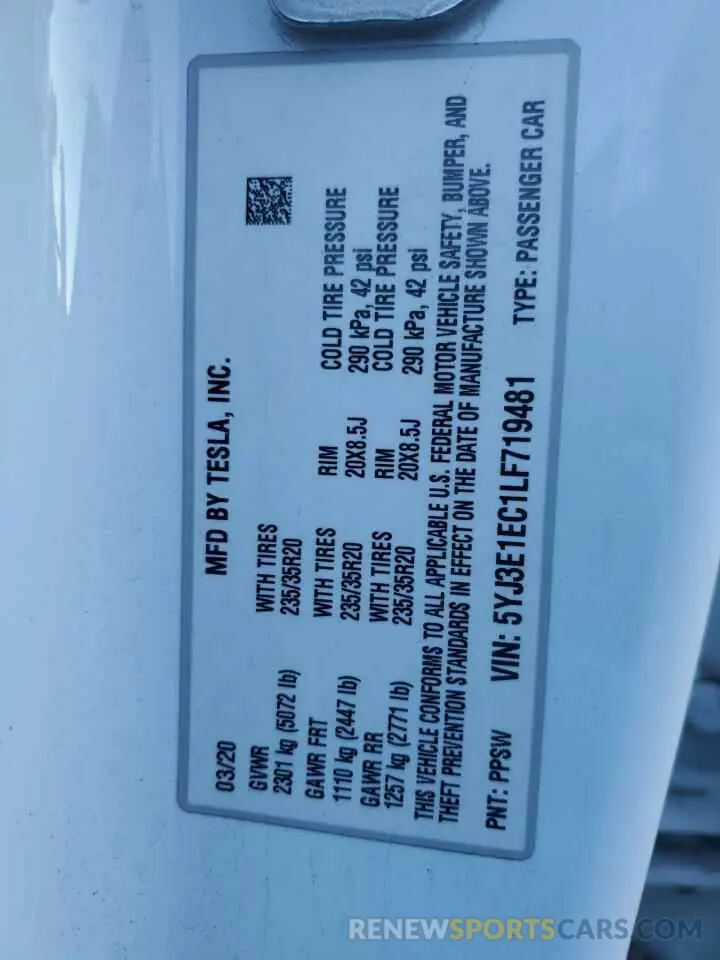 03/20 MFD BY TESLA, INC.
GVWR WITH TIRES
2301 kg (5072 lb) 235/35R20
GAWR FRT WITH TIRES RIM COLD TIRE PRESSURE
1110 kg (2447 lb) 235/35R20 20X8.5J 290 kPa, 42 psi
GAWR RR WITH TIRES RIM COLD TIRE PRESSURE
1257 kg (2771 lb) 235/35R20 20X8.5J 290 kPa, 42 psi
THIS VEHICLE CONFORMS TO ALL APPLICABLE U.S. FEDERAL MOTOR VEHICLE SAFETY, BUMPER, AND
THEFT PREVENTION STANDARDS IN EFFECT ON THE DATE OF MANUFACTURE SHOWN ABOVE.
PNT: PPSW VIN: 5YJ3E1EC1LF719481 TYPE: PASSENGER CAR
RENEWSPORTSCARS.COM